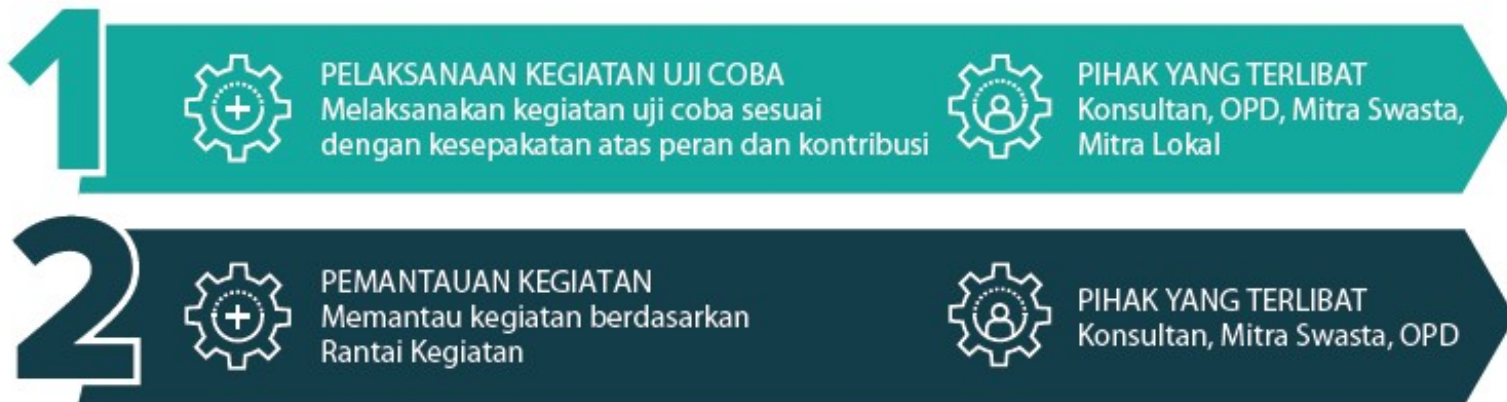 1
PELAKSANAAN KEGIATAN UJI COBA
Melaksanakan kegiatan uji coba sesuai
dengan kesepakatan atas peran dan kontribusi
PIHAK YANG TERLIBAT
Konsultan, OPD, Mitra Swasta,
Mitra Lokal
2
PEMANTAUAN KEGIATAN
Memantau kegiatan berdasarkan
Rantai Kegiatan
PIHAK YANG TERLIBAT
Konsultan, Mitra Swasta, OPD